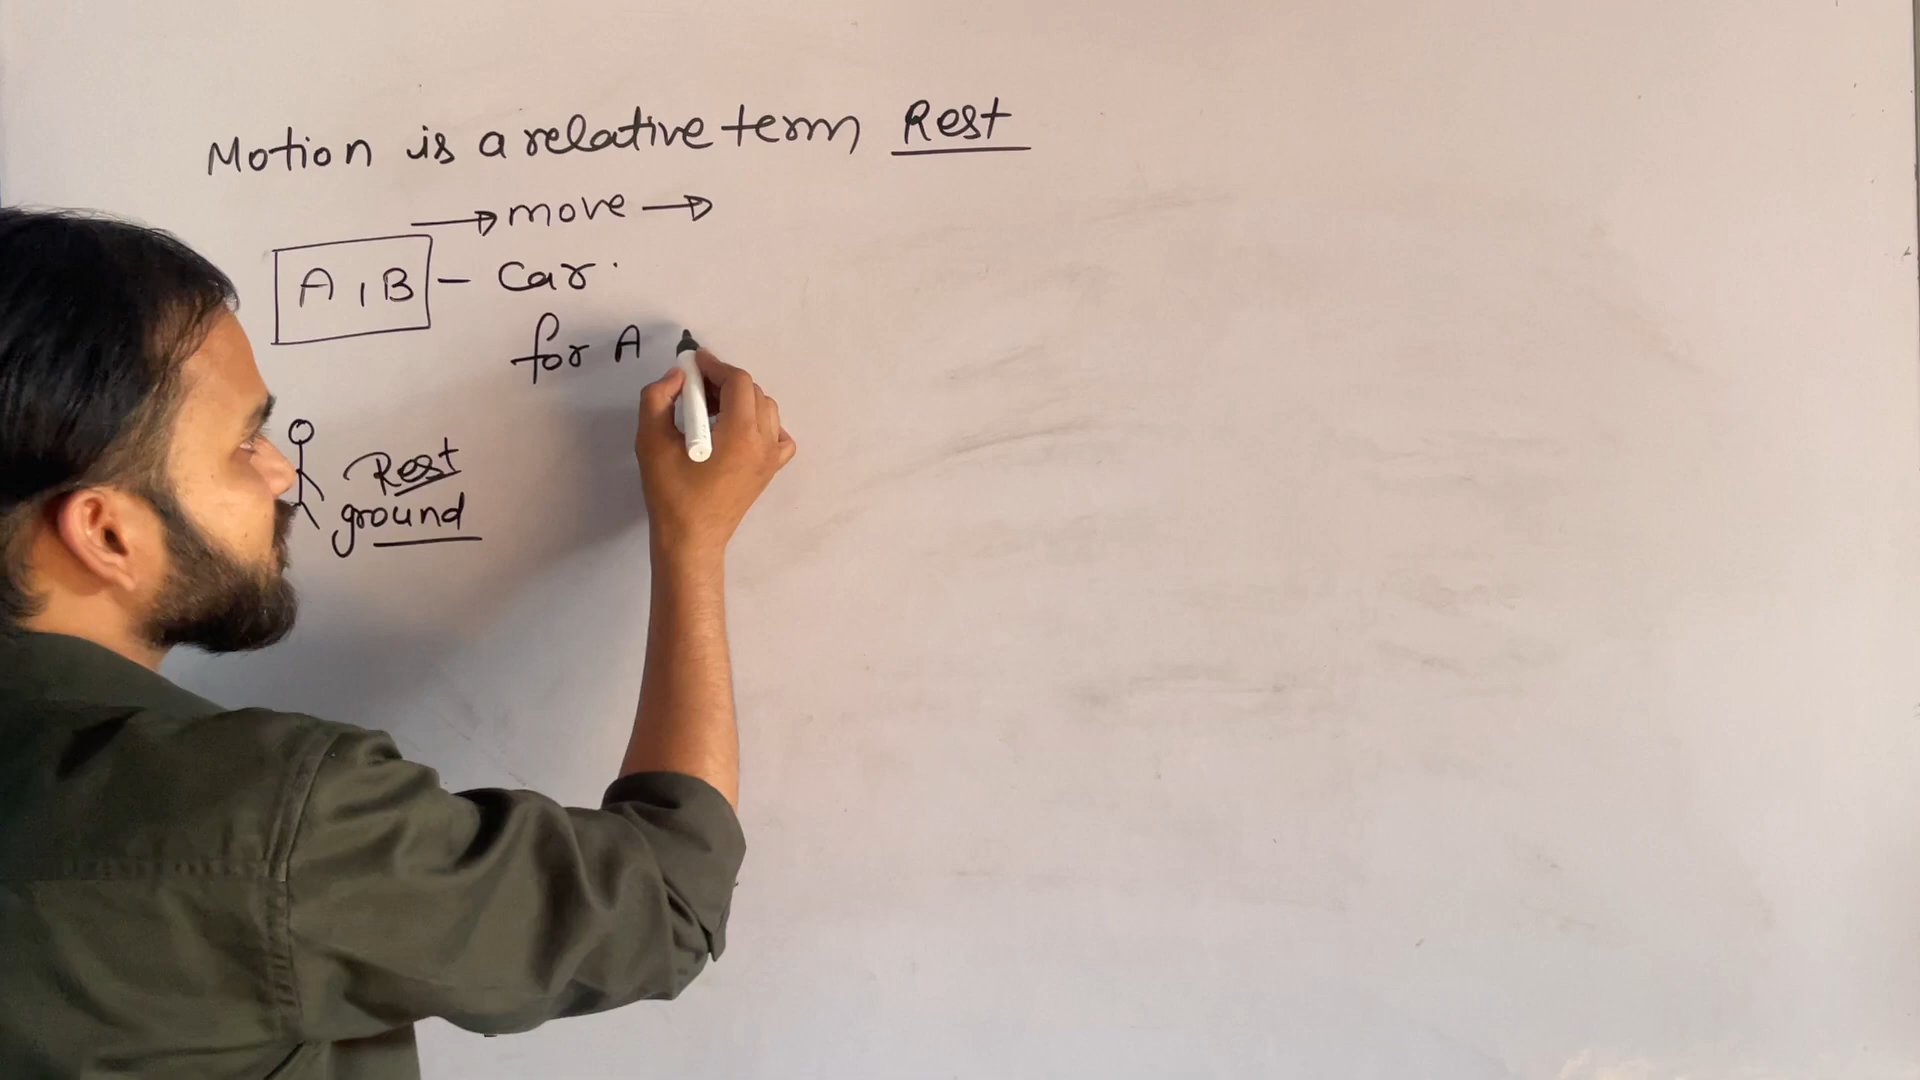 Motion is a relative term Rest
→ move →
A, B - Car.
for A
Rest
ground